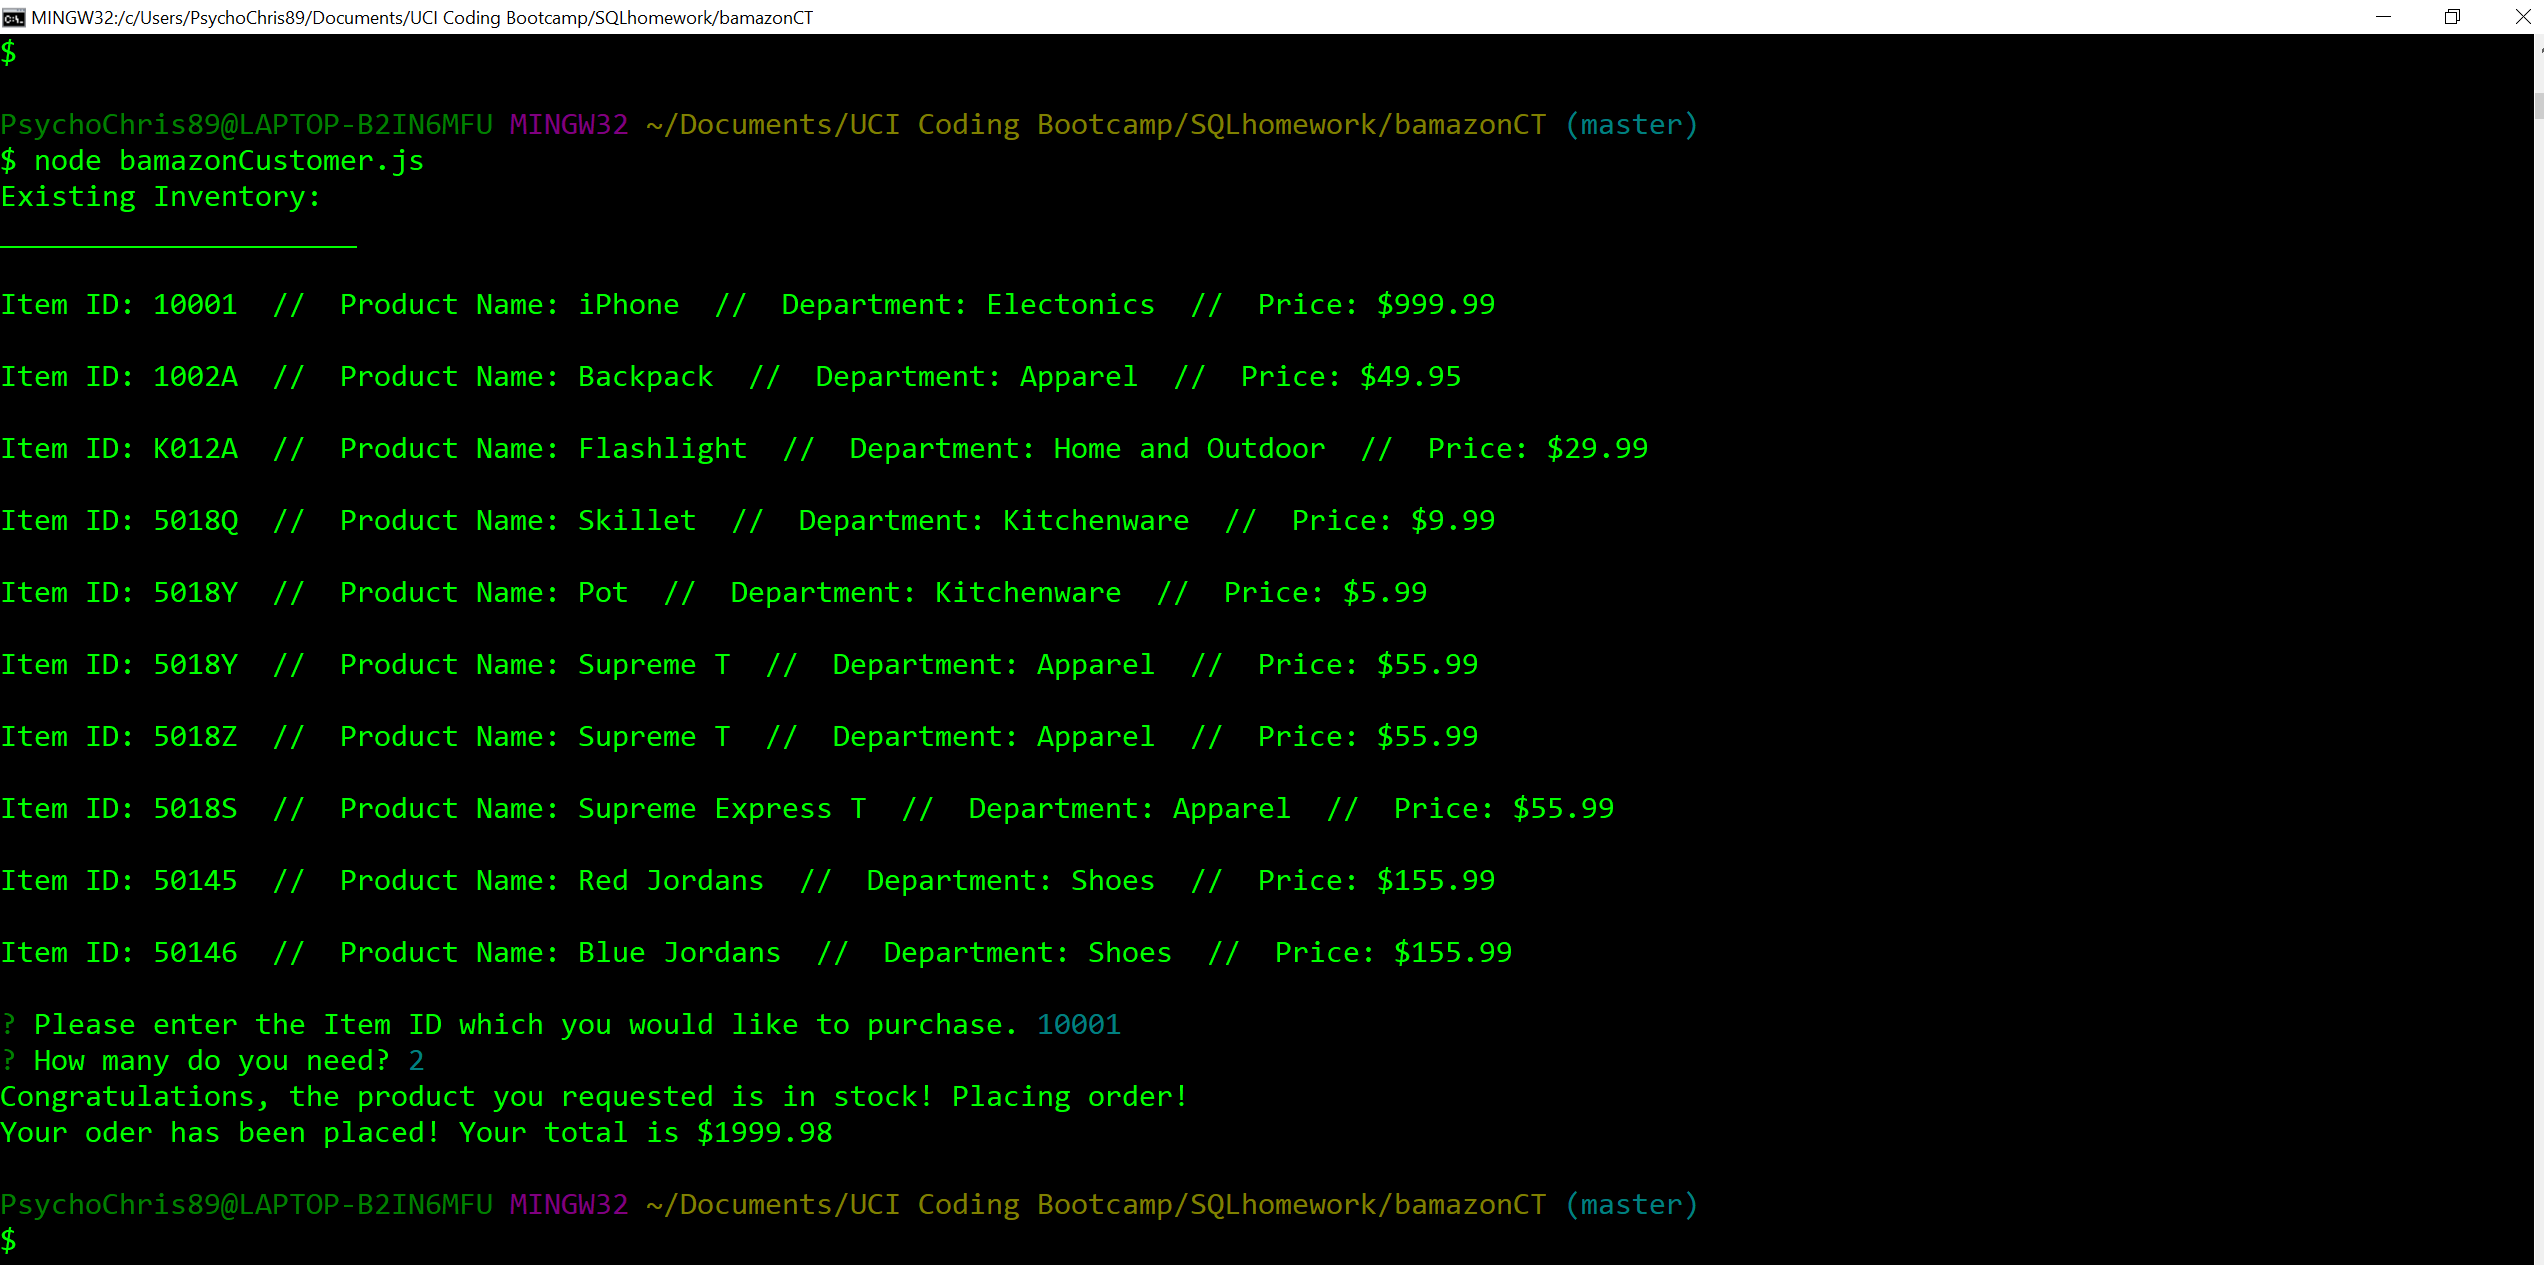 MINGW32:/c/Users/PsychoChris89/Documents/UCI Coding Bootcamp/SQLhomework/bamazonCT
$
PsychoChris89@LAPTOP-B2IN6MFU MINGW32 ~/Documents/UCI Coding Bootcamp/SQLhomework/bamazonCT (master)
$ node bamazonCustomer.js
Existing Inventory:
_____________________
Item ID: 10001  //  Product Name: iPhone  //  Department: Electonics  //  Price: $999.99
Item ID: 1002A  //  Product Name: Backpack  //  Department: Apparel  //  Price: $49.95
Item ID: K012A  //  Product Name: Flashlight  //  Department: Home and Outdoor  //  Price: $29.99
Item ID: 5018Q  //  Product Name: Skillet  //  Department: Kitchenware  //  Price: $9.99
Item ID: 5018Y  //  Product Name: Pot  //  Department: Kitchenware  //  Price: $5.99
Item ID: 5018Y  //  Product Name: Supreme T  //  Department: Apparel  //  Price: $55.99
Item ID: 5018Z  //  Product Name: Supreme T  //  Department: Apparel  //  Price: $55.99
Item ID: 5018S  //  Product Name: Supreme Express T  //  Department: Apparel  //  Price: $55.99
Item ID: 50145  //  Product Name: Red Jordans  //  Department: Shoes  //  Price: $155.99
Item ID: 50146  //  Product Name: Blue Jordans  //  Department: Shoes  //  Price: $155.99
? Please enter the Item ID which you would like to purchase. 10001
? How many do you need? 2
Congratulations, the product you requested is in stock! Placing order!
Your oder has been placed! Your total is $1999.98
PsychoChris89@LAPTOP-B2IN6MFU MINGW32 ~/Documents/UCI Coding Bootcamp/SQLhomework/bamazonCT (master)
$